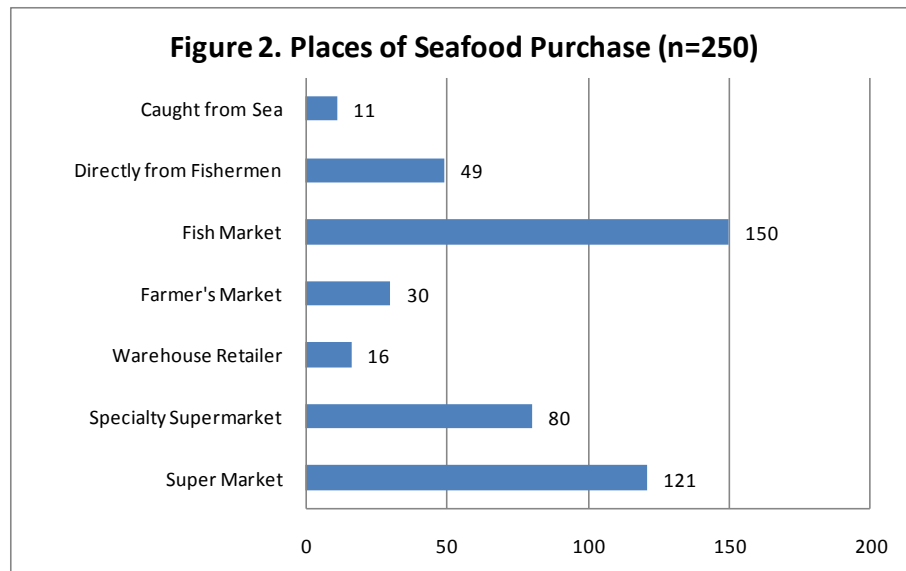 Figure 2. Places of Seafood Purchase (n=250)
Caught from Sea
11
Directly from Fishermen
49
Fish Market
150
Farmer's Market
30
Warehouse Retailer
16
Specialty Supermarket
80
Super Market
121
0 50 100 150 200